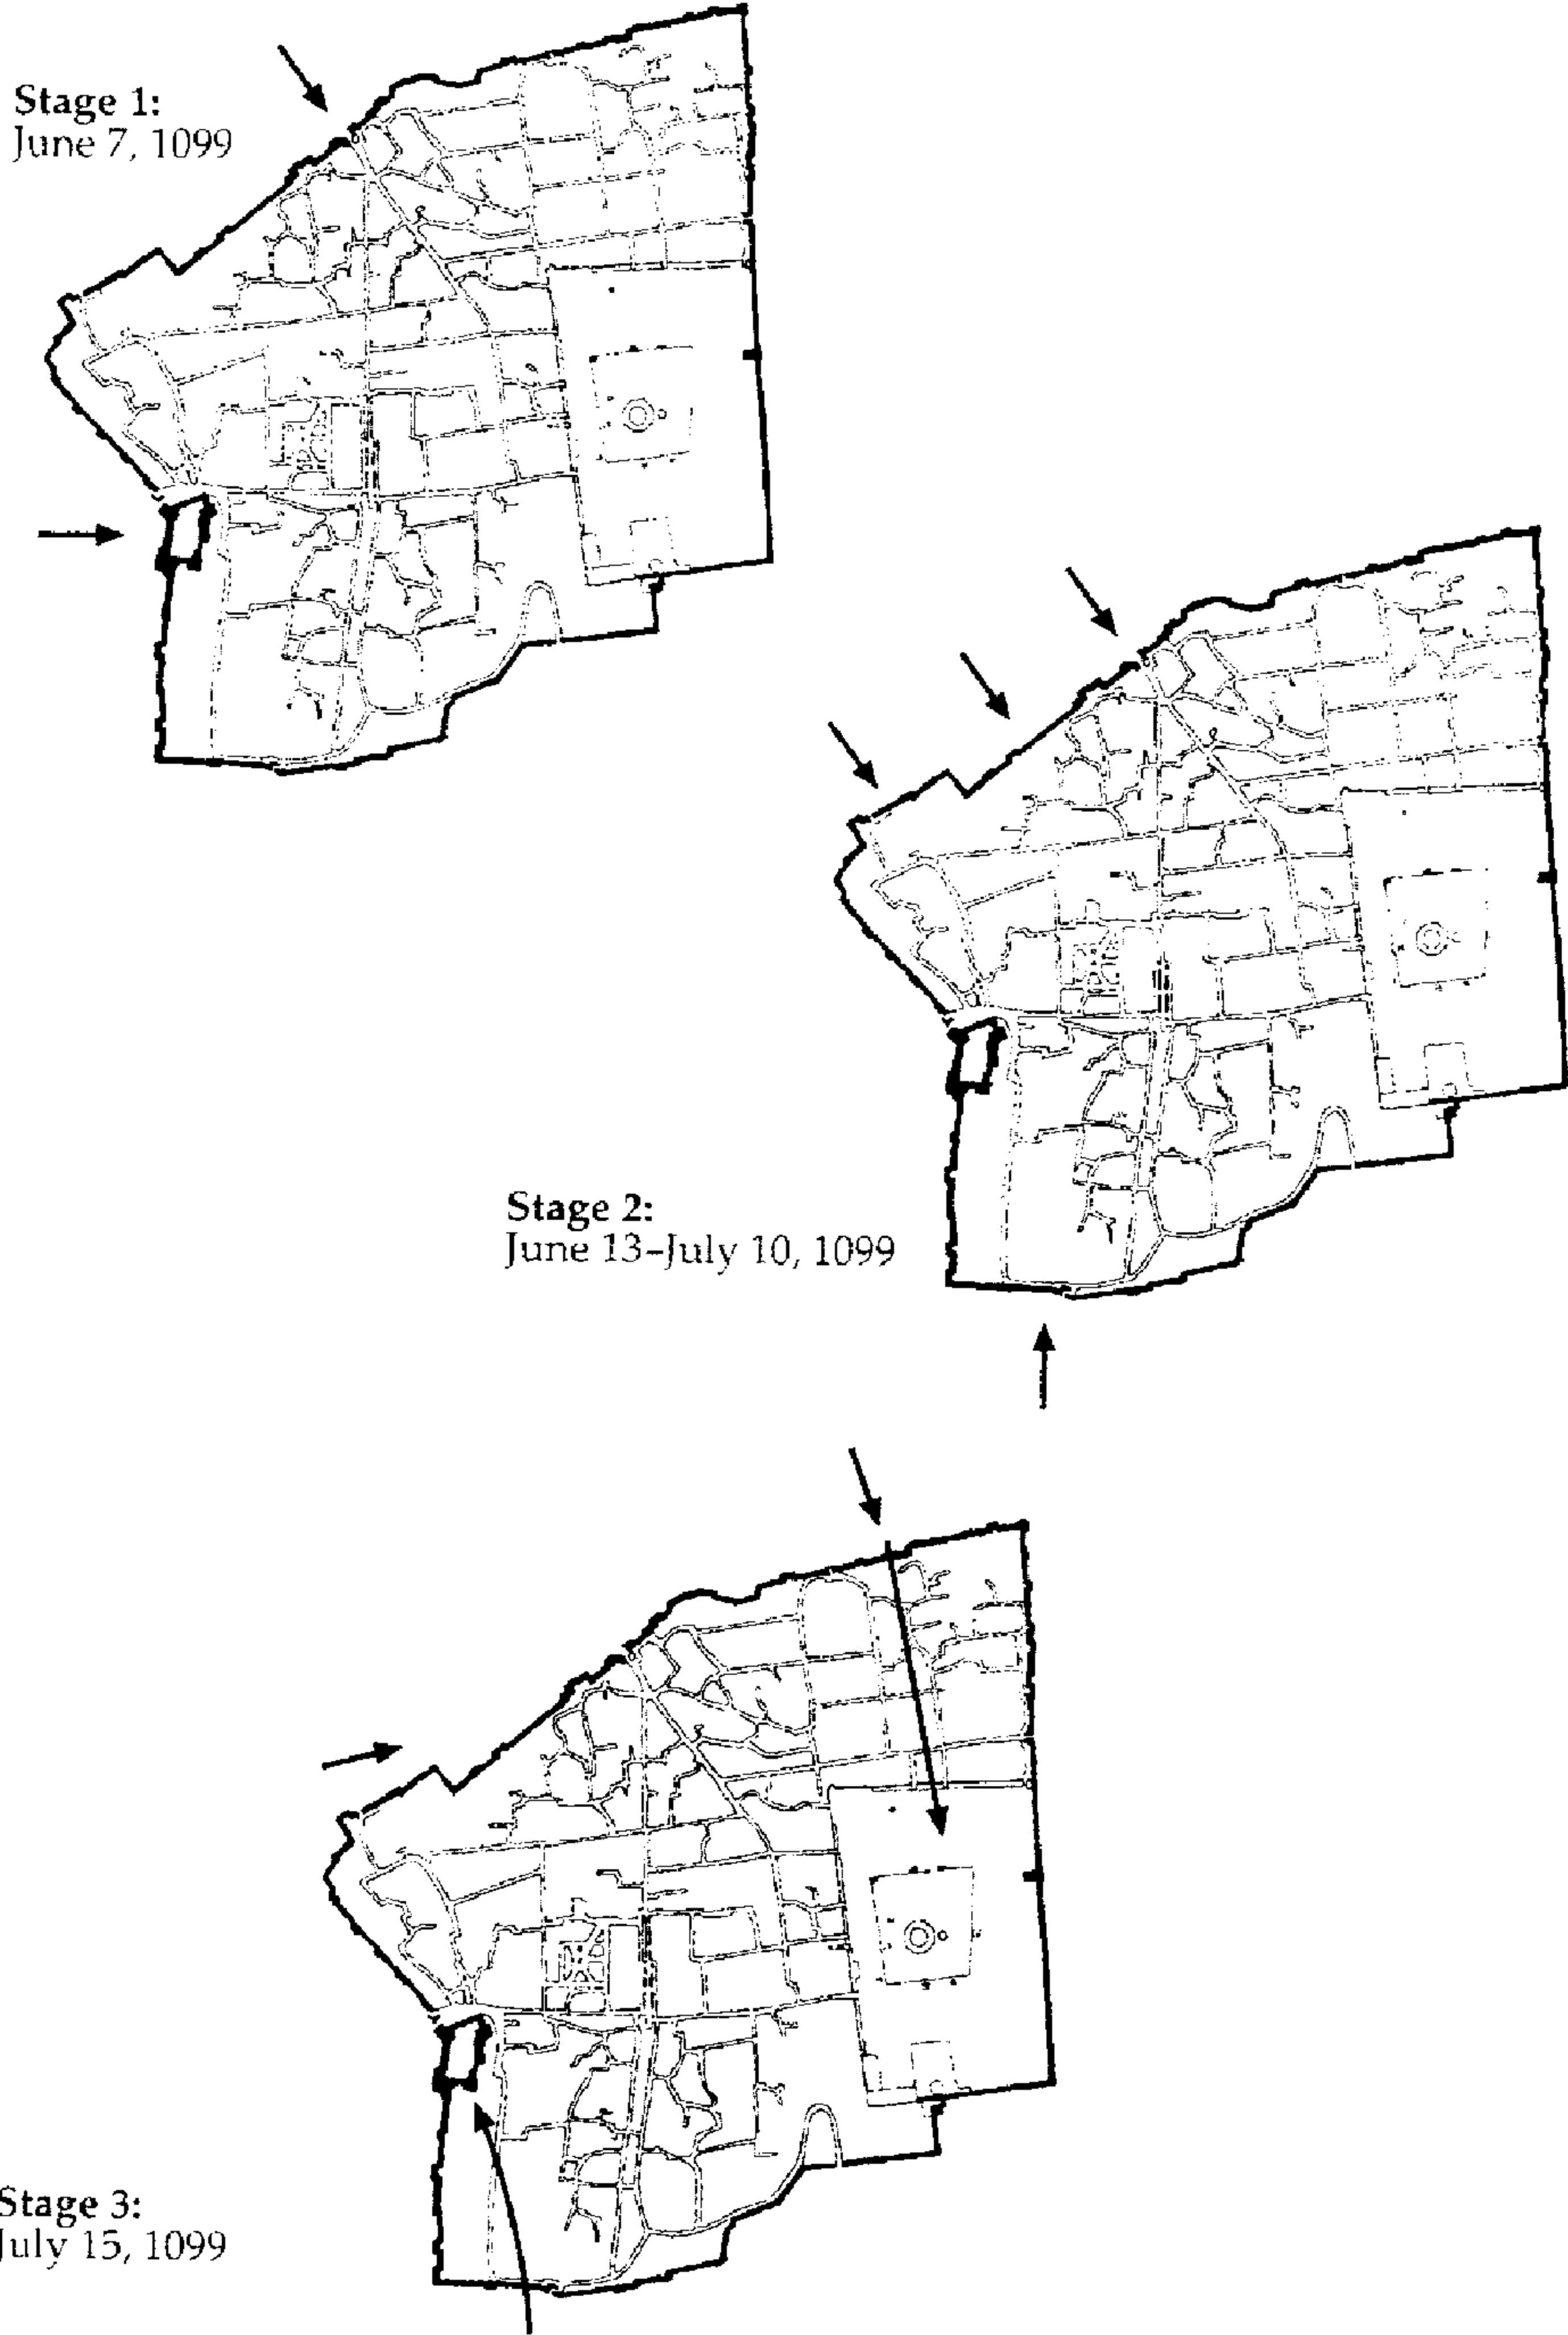 Stage 1:
June 7, 1099
Stage 2:
June 13–July 10, 1099
Stage 3:
July 15, 1099